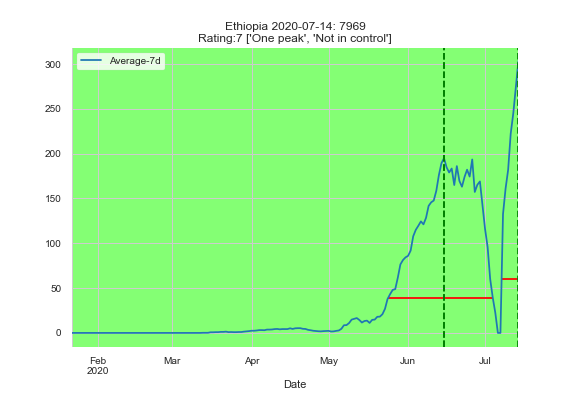 Ethiopia 2020-07-14: 7969
Rating:7 ['One peak', 'Not in control']
Average-7d
300
250
200
150
100
50
0
Feb Mar Apr May Jun Jul
2020
Date